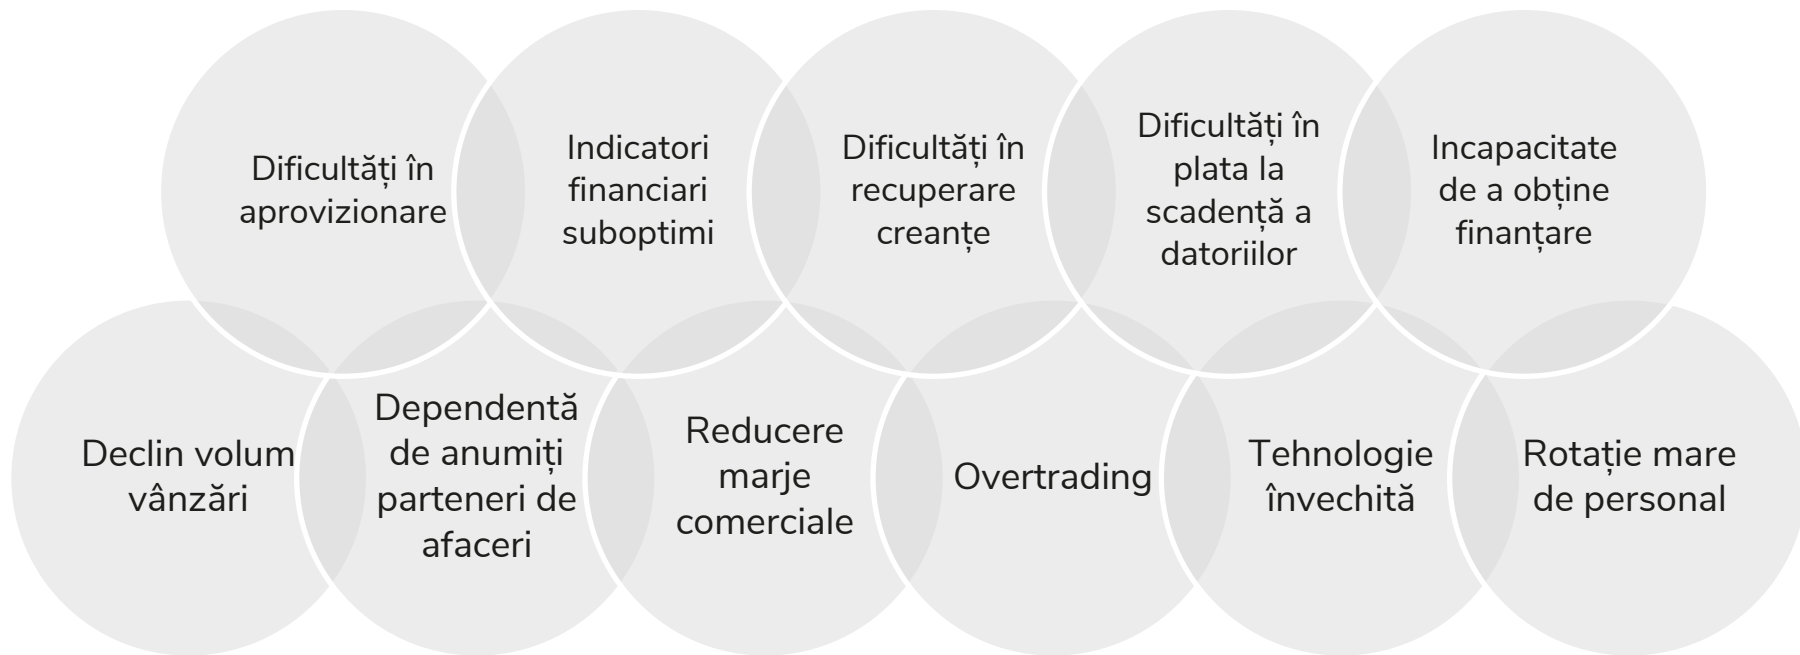 Dificultăți în
aprovizionare
Indicatori
financiari
suboptimi
Dificultăți în
recuperare
creanțe
Dificultăți în
plata la
scadență a
datoriilor
Incapacitate
de a obține
finanțare
Declin volum
vânzări
Dependentă
de anumiți
parteneri de
afaceri
Reducere
marje
comerciale
Overtrading
Tehnologie
învechită
Rotație mare
de personal